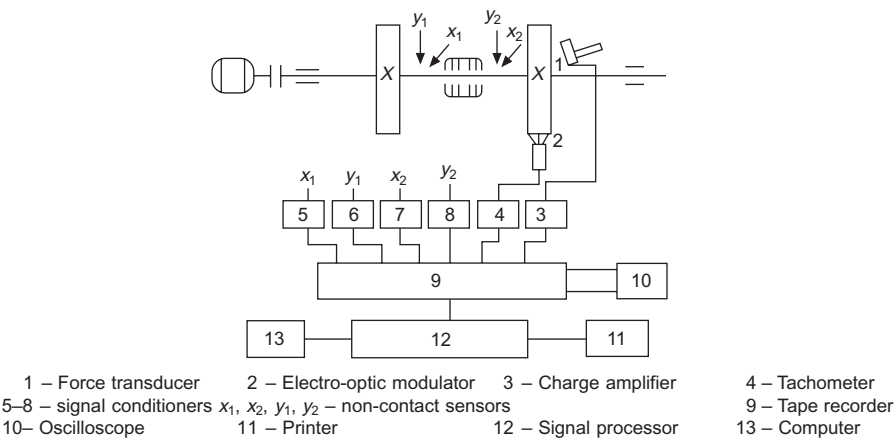 y1
x1
y2
x2
X
X
1
2
x1
y1
x2
y2
5
6
7
8
4
3
9
10
13
12
11
1 – Force transducer 2 – Electro-optic modulator 3 – Charge amplifier 4 – Tachometer
5–8 – signal conditioners x1, x2, y1, y2 – non-contact sensors 9 – Tape recorder
10– Oscilloscope 11 – Printer 12 – Signal processor 13 – Computer